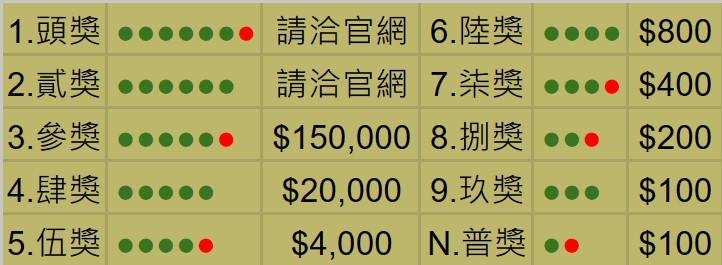 1.頭獎 請洽官網 6.陸獎 $800
2.貳獎 請洽官網 7.柒獎 $400
3.參獎 $150,000 8.捌獎 $200
4.肆獎 $20,000 9.玖獎 $100
5.伍獎 $4,000 N.普獎 $100